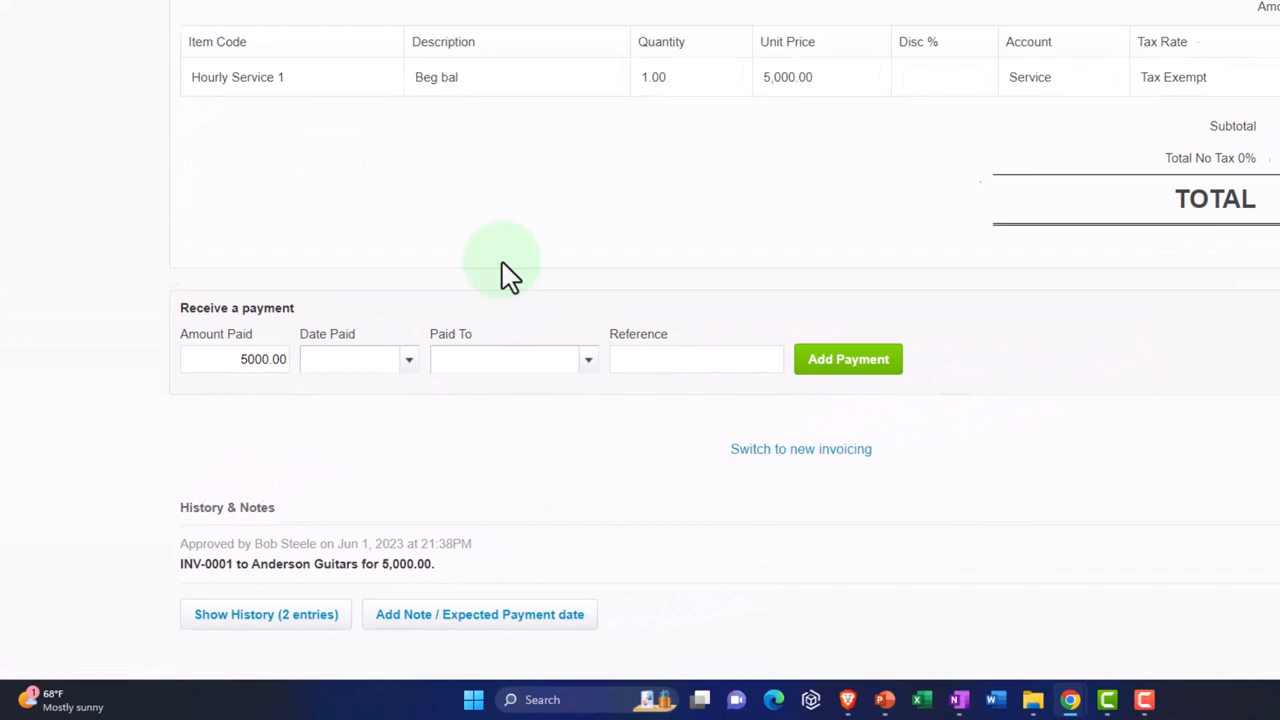 Amo
Item Code Description Quantity Unit Price Disc % Account Tax Rate
Hourly Service 1 Beg bal 1.00 5,000.00 Service Tax Exempt
Subtotal
Total No Tax 0%
TOTAL
Receive a payment
Amount Paid Date Paid Paid To Reference
5000.00 Add Payment
Switch to new invoicing
History & Notes
Approved by Bob Steele on Jun 1, 2023 at 21:38PM
INV-0001 to Anderson Guitars for 5,000.00.
Show History (2 entries) Add Note / Expected Payment date
1 68°F
Mostly sunny
Search